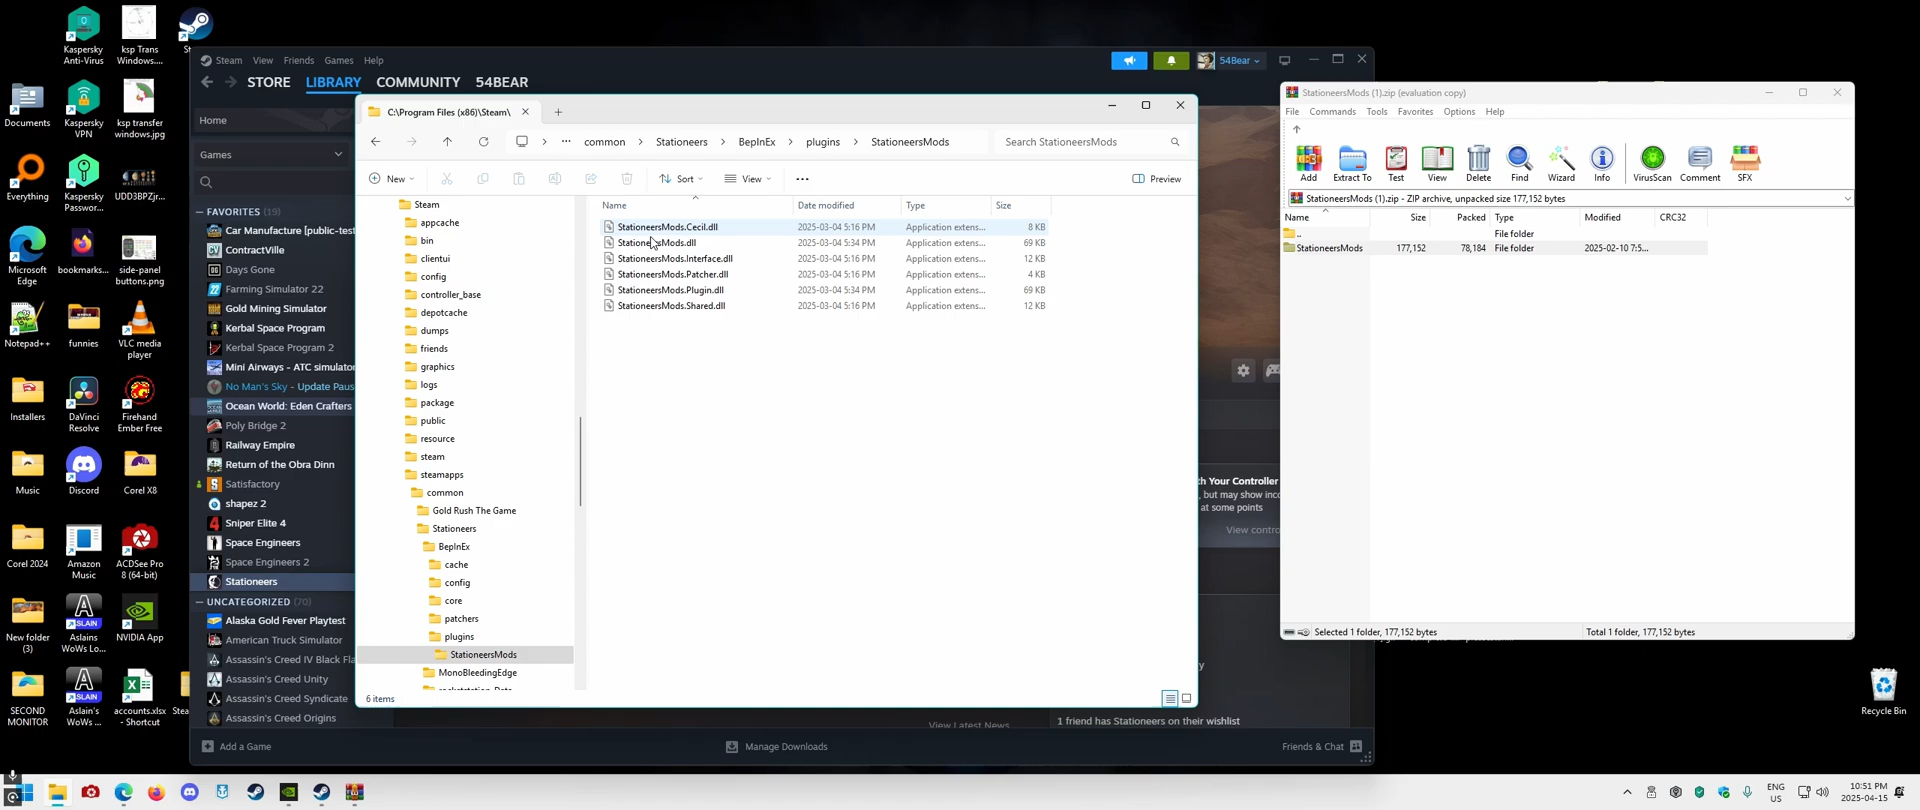 Kaspersky Anti-Virus
ksp Trans Windows....
Documents
Kaspersky VPN
ksp transfer windows.jpg
Everything
Kaspersky Passwor...
UDD3BPZjr...
Microsoft Edge
bookmarks...
side-panel buttons.png
Notepad++
funnies
VLC media player
Installers
DaVinci Resolve
Firehand Ember Free
Music
Discord
Corel X8
Corel 2024
Amazon Music
ACDSee Pro 8 (64-bit)
New folder (3)
Aslains WoWs Lo...
NVIDIA App
SECOND MONITOR
Aslain's WoWs ...
accounts.xlsx - Shortcut
Steam View Friends Games Help
54Bear
STORE LIBRARY COMMUNITY 54BEAR
Home
Games
FAVORITES (19)
Car Manufacture [public-test
ContractVille
Days Gone
Farming Simulator 22
Gold Mining Simulator
Kerbal Space Program
Kerbal Space Program 2
Mini Airways - ATC simulator
No Man's Sky - Update Paus
Ocean World: Eden Crafters
Poly Bridge 2
Railway Empire
Return of the Obra Dinn
Satisfactory
shapez 2
Sniper Elite 4
Space Engineers
Space Engineers 2
Stationeers
UNCATEGORIZED (70)
Alaska Gold Fever Playtest
American Truck Simulator
Assassin's Creed IV Black Fla
Assassin's Creed Unity
Assassin's Creed Syndicate
Assassin's Creed Origins
Add a Game
Manage Downloads
Friends & Chat
C:\Program Files (x86)\Steam\
common > Stationeers > BepInEx > plugins > StationeersMods
Search StationeersMods
New
Sort
View
Preview
Steam
appcache
bin
clientui
config
controller_base
depotcache
dumps
friends
graphics
logs
package
public
resource
steam
steamapps
common
Gold Rush The Game
Stationeers
BepInEx
cache
config
core
patchers
plugins
StationeersMods
MonoBleedingEdge
Name Date modified Type Size
StationeersMods.Cecil.dll 2025-03-04 5:16 PM Application extens... 8 KB
StationeersMods.dll 2025-03-04 5:34 PM Application extens... 69 KB
StationeersMods.Interface.dll 2025-03-04 5:16 PM Application extens... 12 KB
StationeersMods.Patcher.dll 2025-03-04 5:16 PM Application extens... 4 KB
StationeersMods.Plugin.dll 2025-03-04 5:34 PM Application extens... 69 KB
StationeersMods.Shared.dll 2025-03-04 5:16 PM Application extens... 12 KB
6 items
h Your Controller
, but may show inc
at some points
View contro
View Latest News
1 friend has Stationeers on their wishlist
StationeersMods (1).zip (evaluation copy)
File Commands Tools Favorites Options Help
Add Extract To Test View Delete Find Wizard Info VirusScan Comment SFX
StationeersMods (1).zip - ZIP archive, unpacked size 177,152 bytes
Name Size Packed Type Modified CRC32
.. File folder
StationeersMods 177,152 78,184 File folder 2025-02-10 7:5...
Selected 1 folder, 177,152 bytes
Total 1 folder, 177,152 bytes
Recycle Bin
ENG
US
10:51 PM
2025-04-15